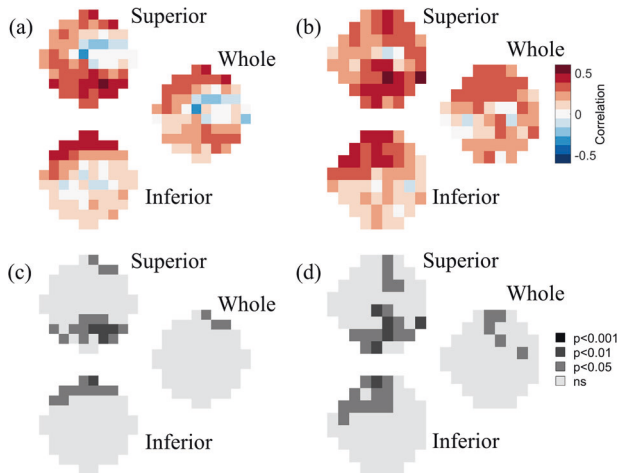 (a)
Superior
Whole
Inferior
(b)
Superior
Whole
Inferior
0.5
0
-0.5
Correlation
(c)
Superior
Whole
Inferior
(d)
Superior
Whole
Inferior
p<0.001
p<0.01
p<0.05
ns